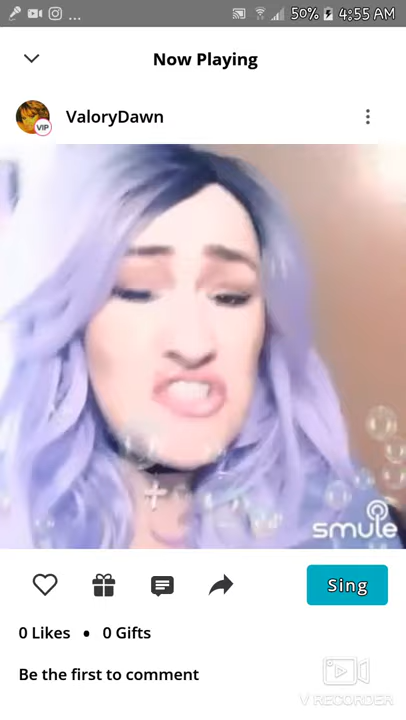 50% 4:55 AM
Now Playing
ValoryDawn
VIP
smule
Sing
0 Likes • 0 Gifts
Be the first to comment
V RECORDER